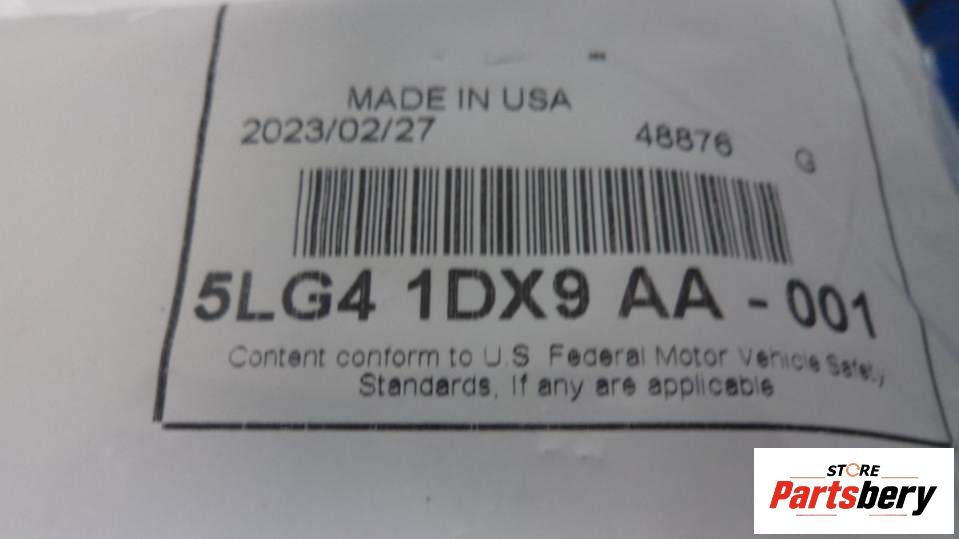 MADE IN USA
2023/02/27 48876 G
5LG4 1DX9 AA - 001
Content conform to U.S Federal Motor Vehicle Safety
Standards, If any are applicable
STORE
Partsbery